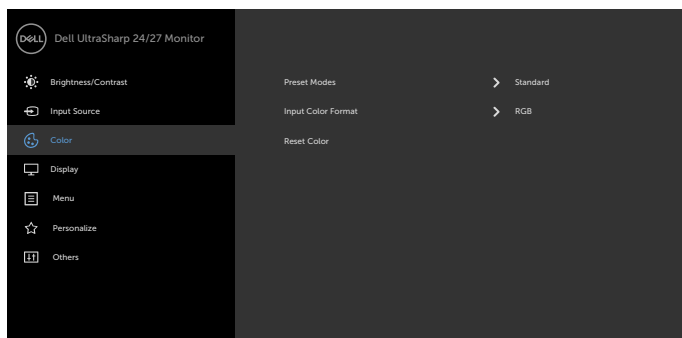 DELL Dell UltraSharp 24/27 Monitor
Brightness/Contrast Preset Modes Standard
Input Source Input Color Format RGB
Color Reset Color
Display
Menu
Personalize
Others